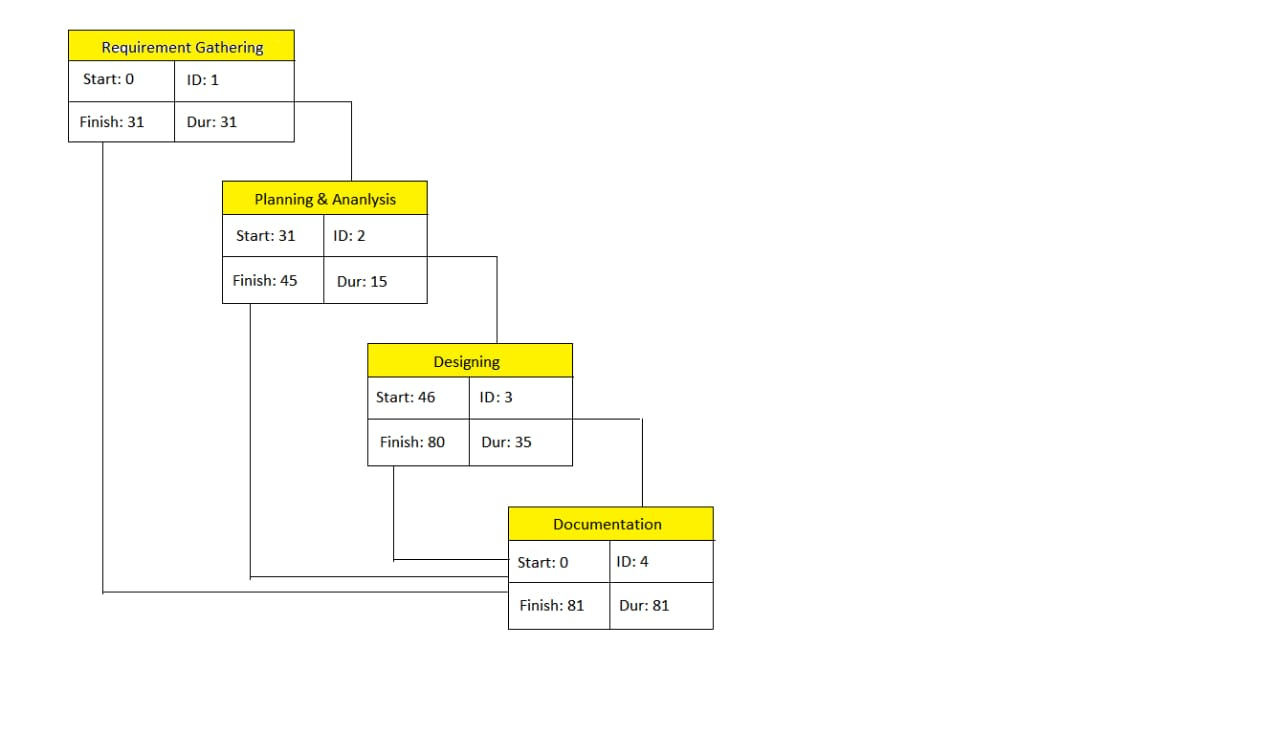 Requirement Gathering
Start: 0
ID: 1
Finish: 31
Dur: 31
Planning & Ananlysis
Start: 31
ID: 2
Finish: 45
Dur: 15
Designing
Start: 46
ID: 3
Finish: 80
Dur: 35
Documentation
Start: 0
ID: 4
Finish: 81
Dur: 81